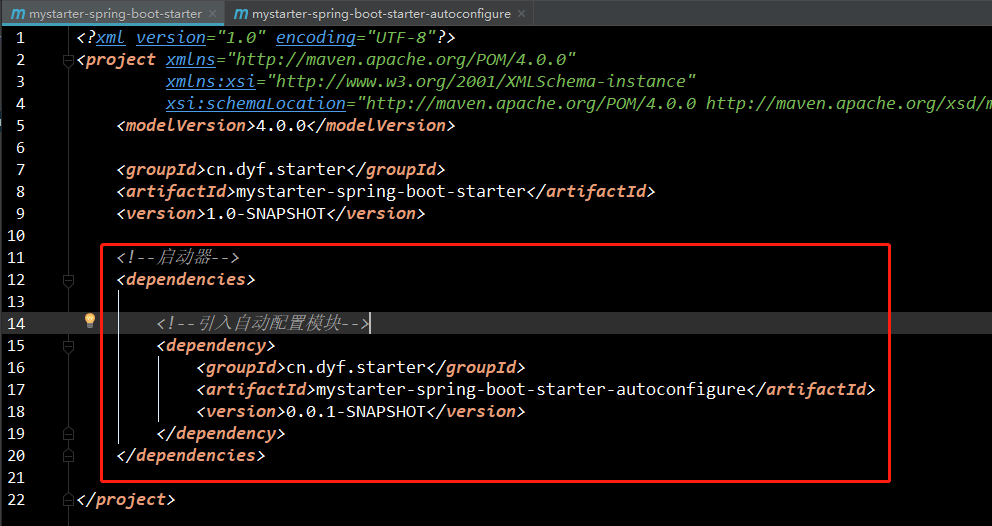 mystarter-spring-boot-starter × mystarter-spring-boot-starter-autoconfigure ×
1 <?xml version="1.0" encoding="UTF-8"?>
2 <project xmlns="http://maven.apache.org/POM/4.0.0"
3 xmlns:xsi="http://www.w3.org/2001/XMLSchema-instance"
4 xsi:schemaLocation="http://maven.apache.org/POM/4.0.0 http://maven.apache.org/xsd/m
5 <modelVersion>4.0.0</modelVersion>
6
7 <groupId>cn.dyf.starter</groupId>
8 <artifactId>mystarter-spring-boot-starter</artifactId>
9 <version>1.0-SNAPSHOT</version>
10
11 <!--启动器-->
12 <dependencies>
13
14 <!--引入自动配置模块-->
15 <dependency>
16 <groupId>cn.dyf.starter</groupId>
17 <artifactId>mystarter-spring-boot-starter-autoconfigure</artifactId>
18 <version>0.0.1-SNAPSHOT</version>
19 </dependency>
20 </dependencies>
21
22 </project>